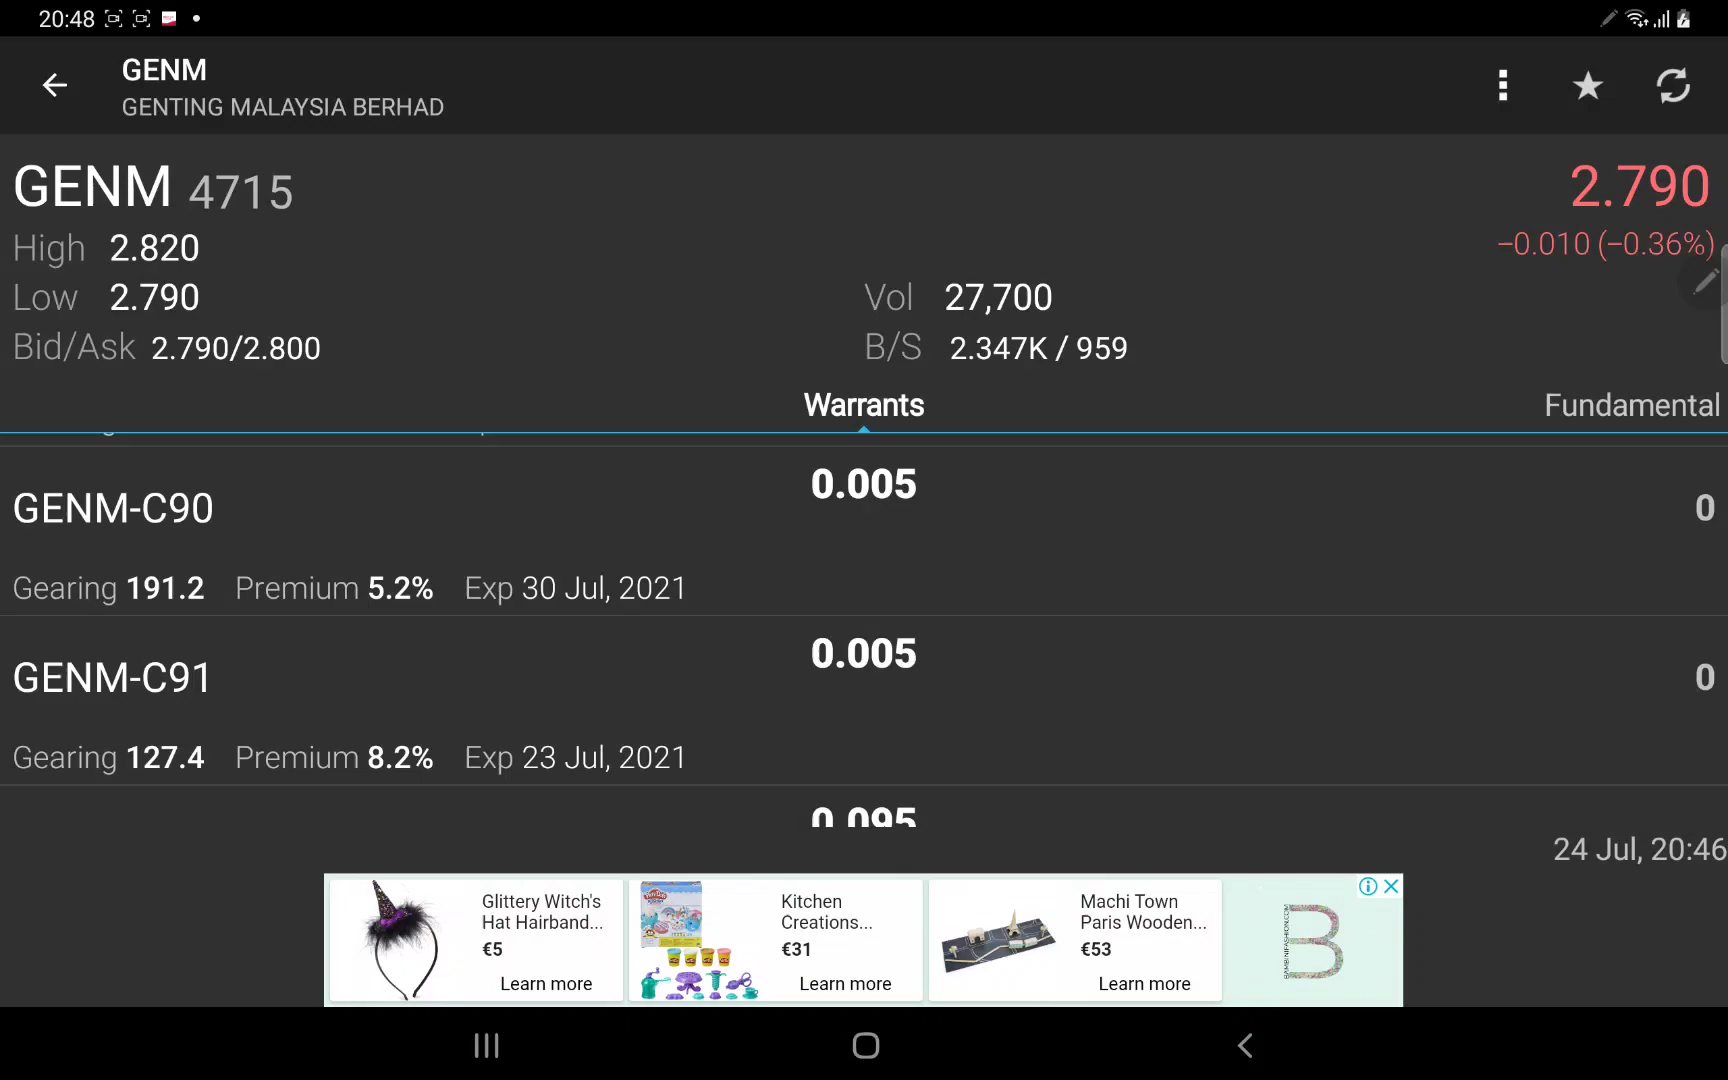 20:48
GENM
GENTING MALAYSIA BERHAD
GENM 4715
2.790
High 2.820
−0.010 (−0.36%)
Low 2.790
Vol 27,700
Bid/Ask 2.790/2.800
B/S 2.347K / 959
Warrants
Fundamental
0.005
GENM-C90
0
Gearing 191.2 Premium 5.2% Exp 30 Jul, 2021
0.005
GENM-C91
0
Gearing 127.4 Premium 8.2% Exp 23 Jul, 2021
0.095
24 Jul, 20:46
Glittery Witch's
Hat Hairband...
€5
Learn more
Kitchen
Creations...
€31
Learn more
Machi Town
Paris Wooden...
€53
Learn more
BAMBINIFASHION.COM
B